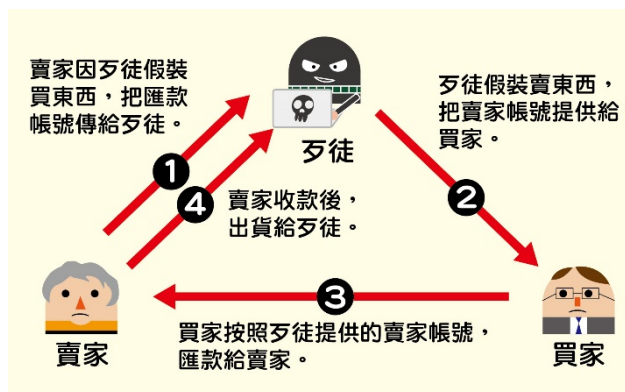 賣家因歹徒假裝
買東西，把匯款
帳號傳給歹徒。
歹徒
歹徒假裝賣東西，
把賣家帳號提供給
買家。
1
4
賣家收款後，
出貨給歹徒。
2
3
賣家
買家按照歹徒提供的賣家帳號，
匯款給賣家。
買家